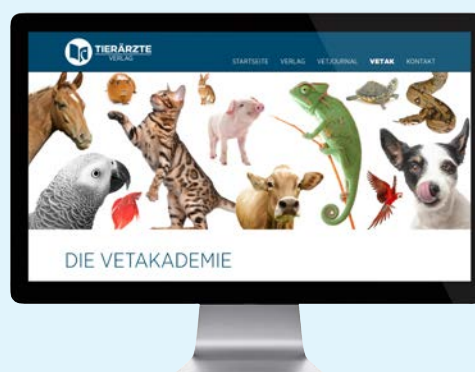 TIERÄRZTE
VERLAG
STARTSEITE VERLAG VETJOURNAL VETAK KONTAKT
DIE VETAKADEMIE